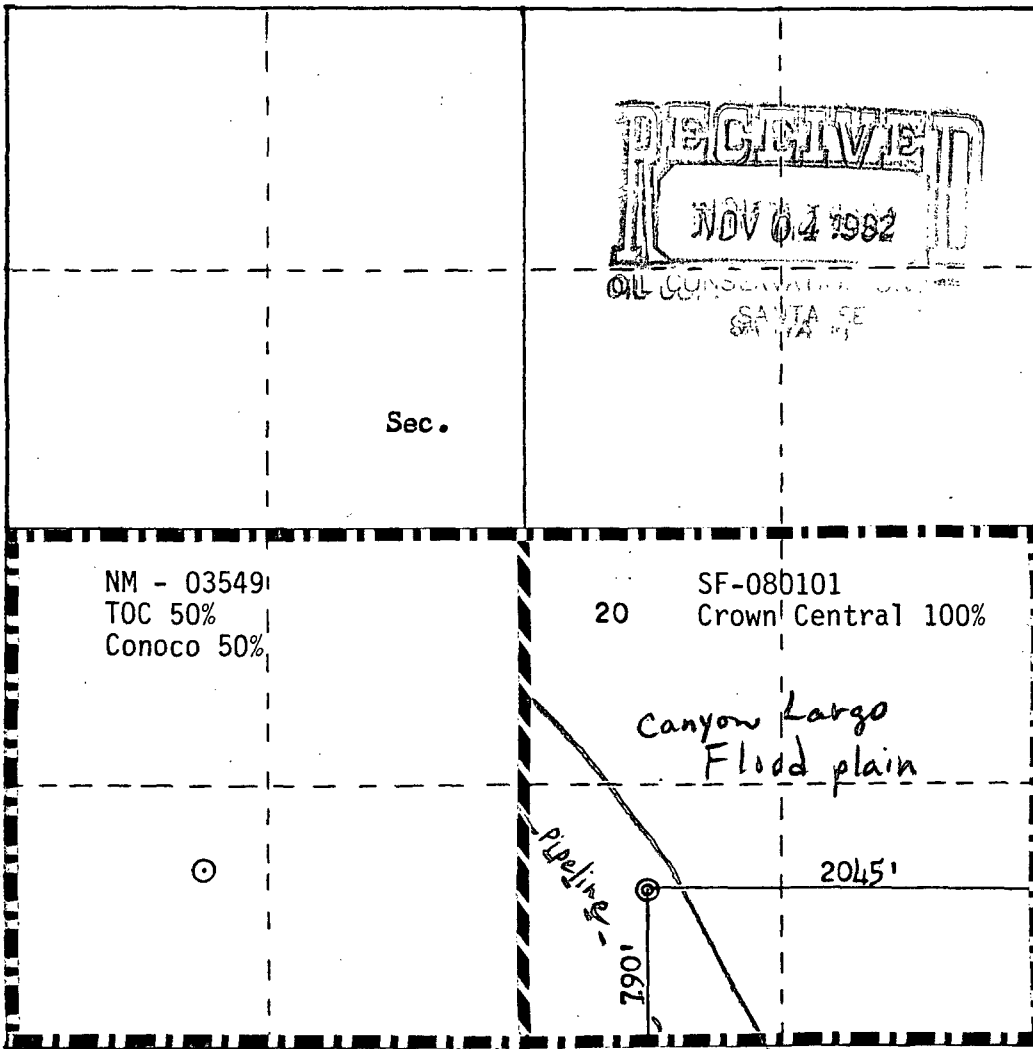 RECEIVED
NOV 04 1982
OIL CONSERVATION
SANTA FE
Sec.
NM - 03549
TOC 50%
Conoco 50%
20
SF-080101
Crown Central 100%
Canyon Largo
Flood plain
Pipeline
2045'
790'